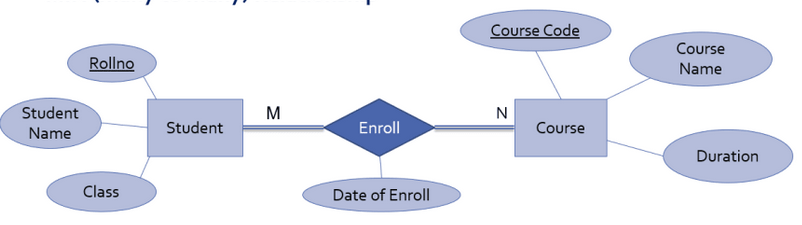 Rollno
Student
Name
Class
Student
M
Enroll
Date of Enroll
N
Course
Course Code
Course
Name
Duration